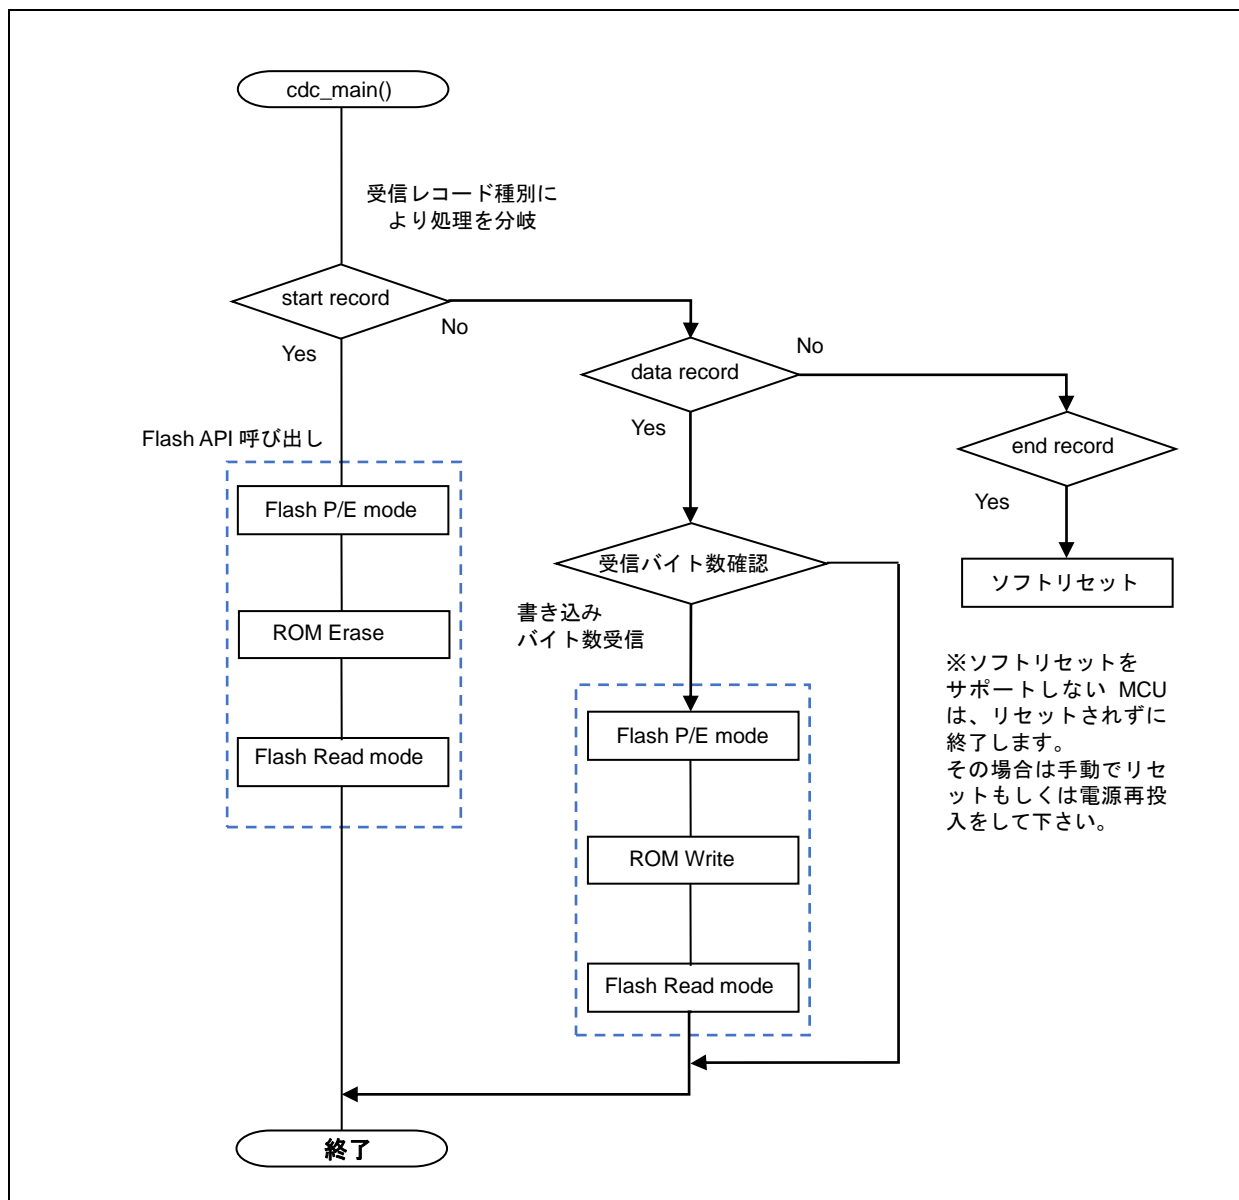 cdc_main()
受信レコード種別に
より処理を分岐
start record
No
Yes
data record
No
Yes
end record
Yes
Flash API 呼び出し
Flash P/E mode
ROM Erase
Flash Read mode
受信バイト数確認
書き込み
バイト数受信
Flash P/E mode
ROM Write
Flash Read mode
ソフトリセット
※ソフトリセットを
サポートしない MCU
は、リセットされずに
終了します。
その場合は手動でリセ
ットもしくは電源再投
入をして下さい。
終了